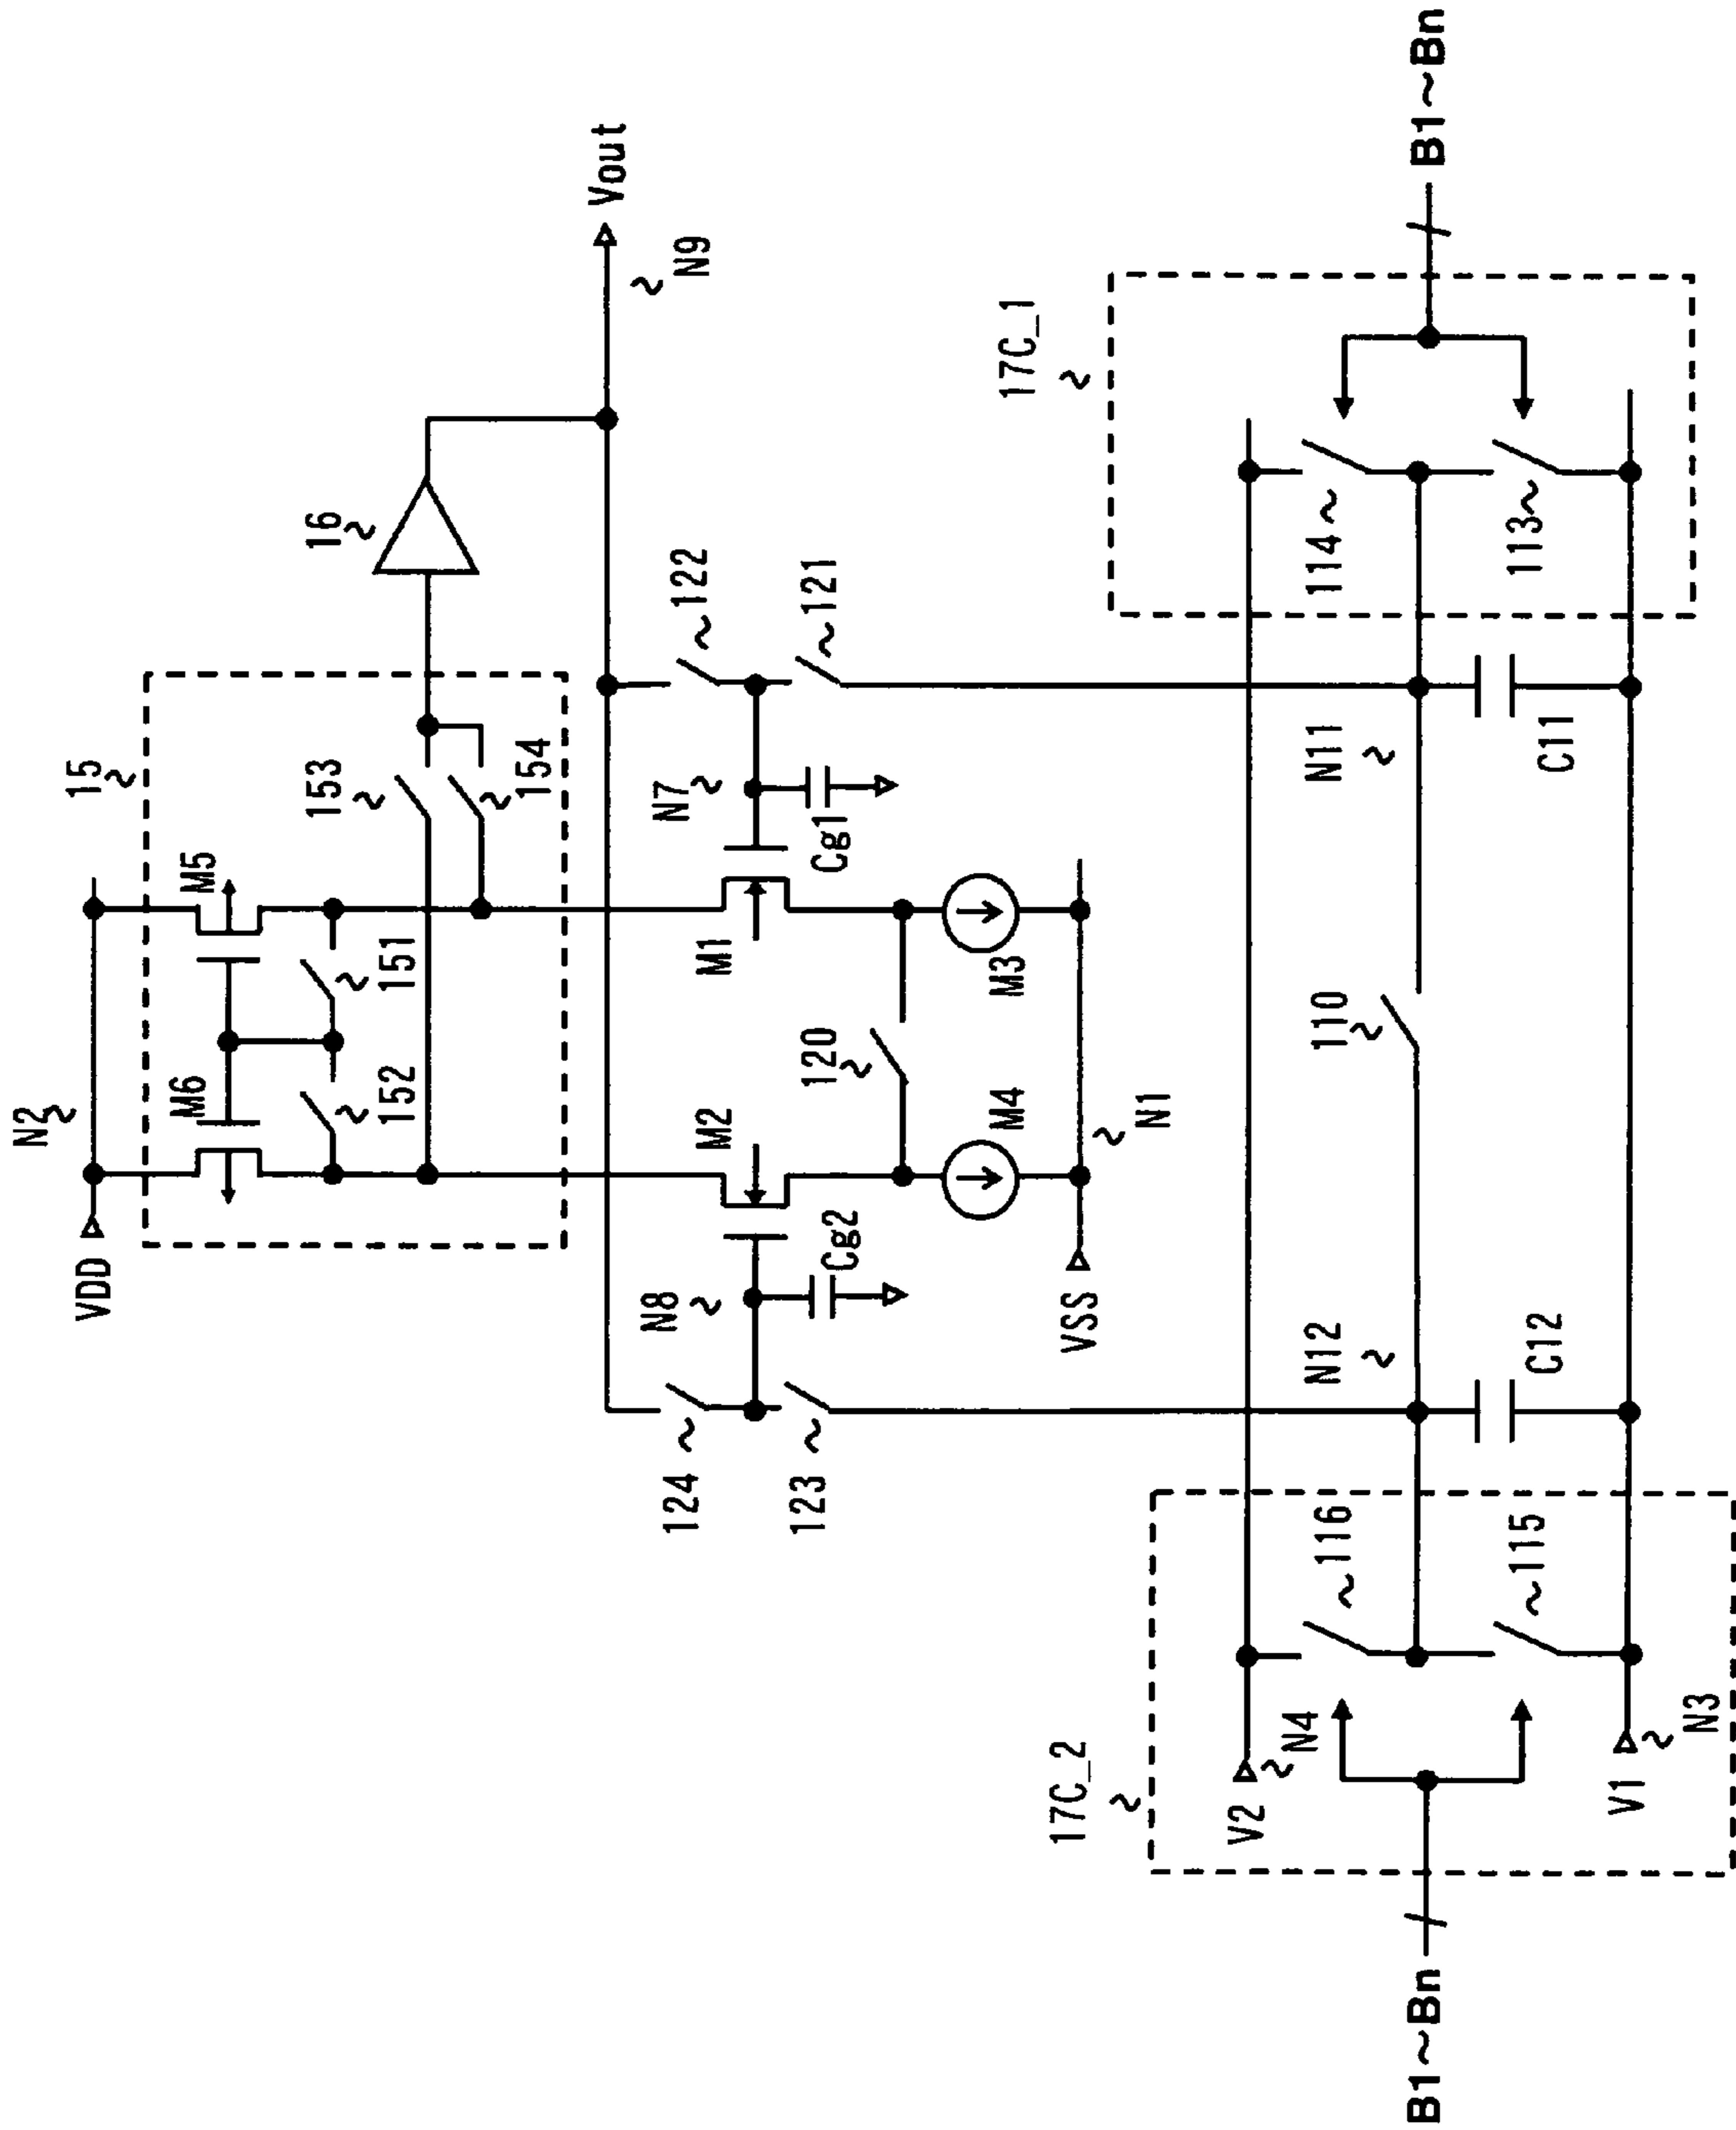 N2
VDD
15
M6
M5
152
151
153
154
16
Vout
N9
124
123
N8
Cg2
M2
M1
Cg1
N7
122
121
120
M4
M3
VSS
N1
17C_2
17C_1
V2
N4
116
115
N12
110
N11
114
113
B1~Bn
B1~Bn
C12
C11
V1
N3